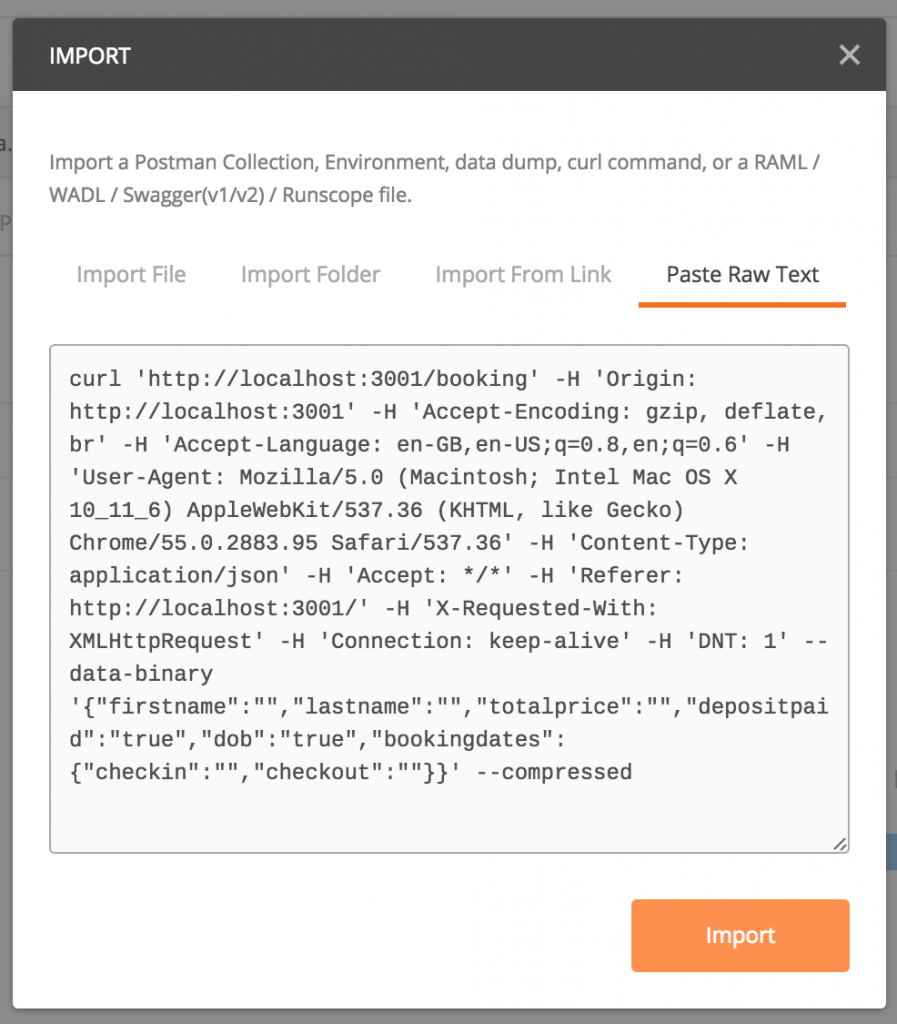 IMPORT
a.
Import a Postman Collection, Environment, data dump, curl command, or a RAML /
WADL / Swagger(v1/v2) / Runscope file.
P
Import File Import Folder Import From Link Paste Raw Text
curl 'http://localhost:3001/booking' -H 'Origin:
http://localhost:3001' -H 'Accept-Encoding: gzip, deflate,
br' -H 'Accept-Language: en-GB,en-US;q=0.8,en;q=0.6' -H
'User-Agent: Mozilla/5.0 (Macintosh; Intel Mac OS X
10_11_6) AppleWebKit/537.36 (KHTML, like Gecko)
Chrome/55.0.2883.95 Safari/537.36' -H 'Content-Type:
application/json' -H 'Accept: */*' -H 'Referer:
http://localhost:3001/' -H 'X-Requested-With:
XMLHttpRequest' -H 'Connection: keep-alive' -H 'DNT: 1' --
data-binary
'{"firstname":"","lastname":"","totalprice":"","depositpai
d":"true","dob":"true","bookingdates":
{"checkin":"","checkout":""}}' --compressed
Import